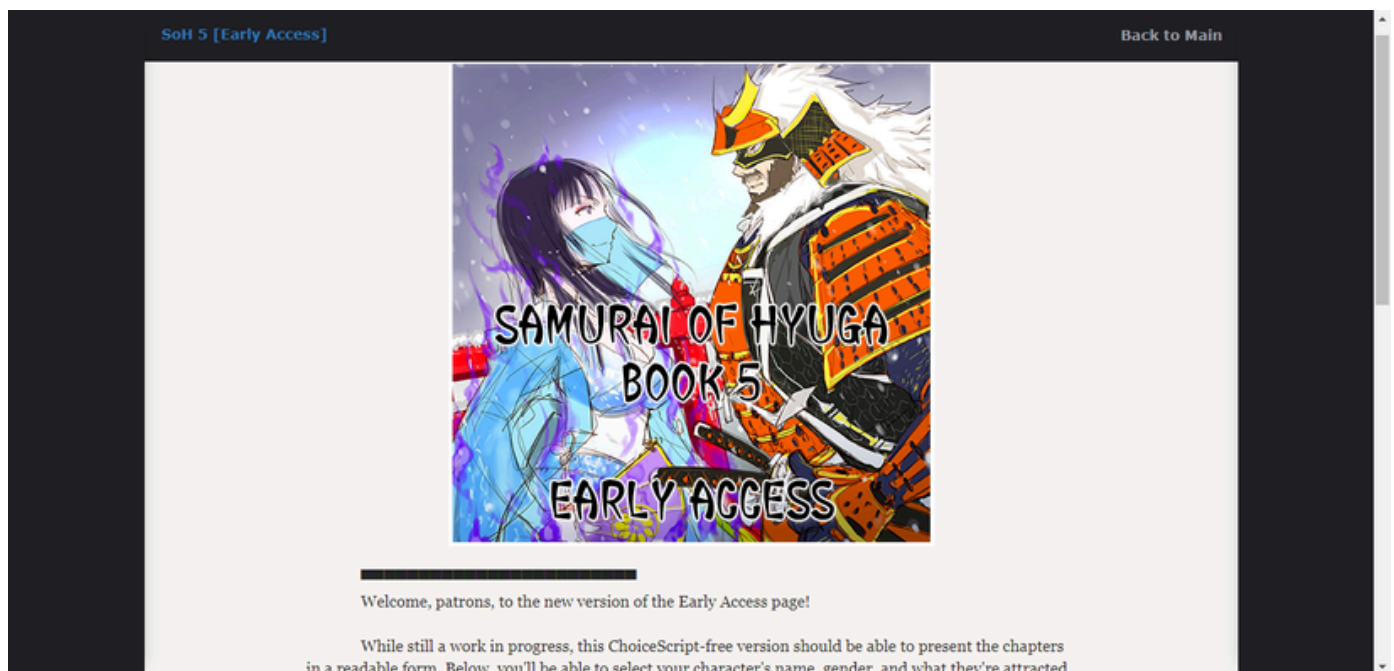 SoH 5 [Early Access]
Back to Main
SAMURAI OF HYUGA
BOOK 5
EARLY ACCESS
Welcome, patrons, to the new version of the Early Access page!
While still a work in progress, this ChoiceScript-free version should be able to present the chapters
in a readable form. Below, you'll be able to select your character's name, gender, and what they're attracted